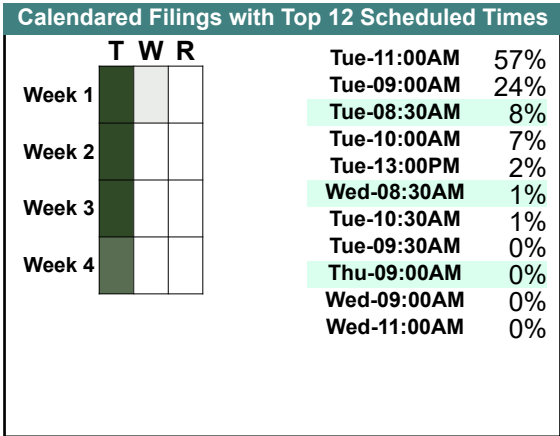 Calendared Filings with Top 12 Scheduled Times
T W R
Week 1
Week 2
Week 3
Week 4
Tue-11:00AM 57%
Tue-09:00AM 24%
Tue-08:30AM 8%
Tue-10:00AM 7%
Tue-13:00PM 2%
Wed-08:30AM 1%
Tue-10:30AM 1%
Tue-09:30AM 0%
Thu-09:00AM 0%
Wed-09:00AM 0%
Wed-11:00AM 0%